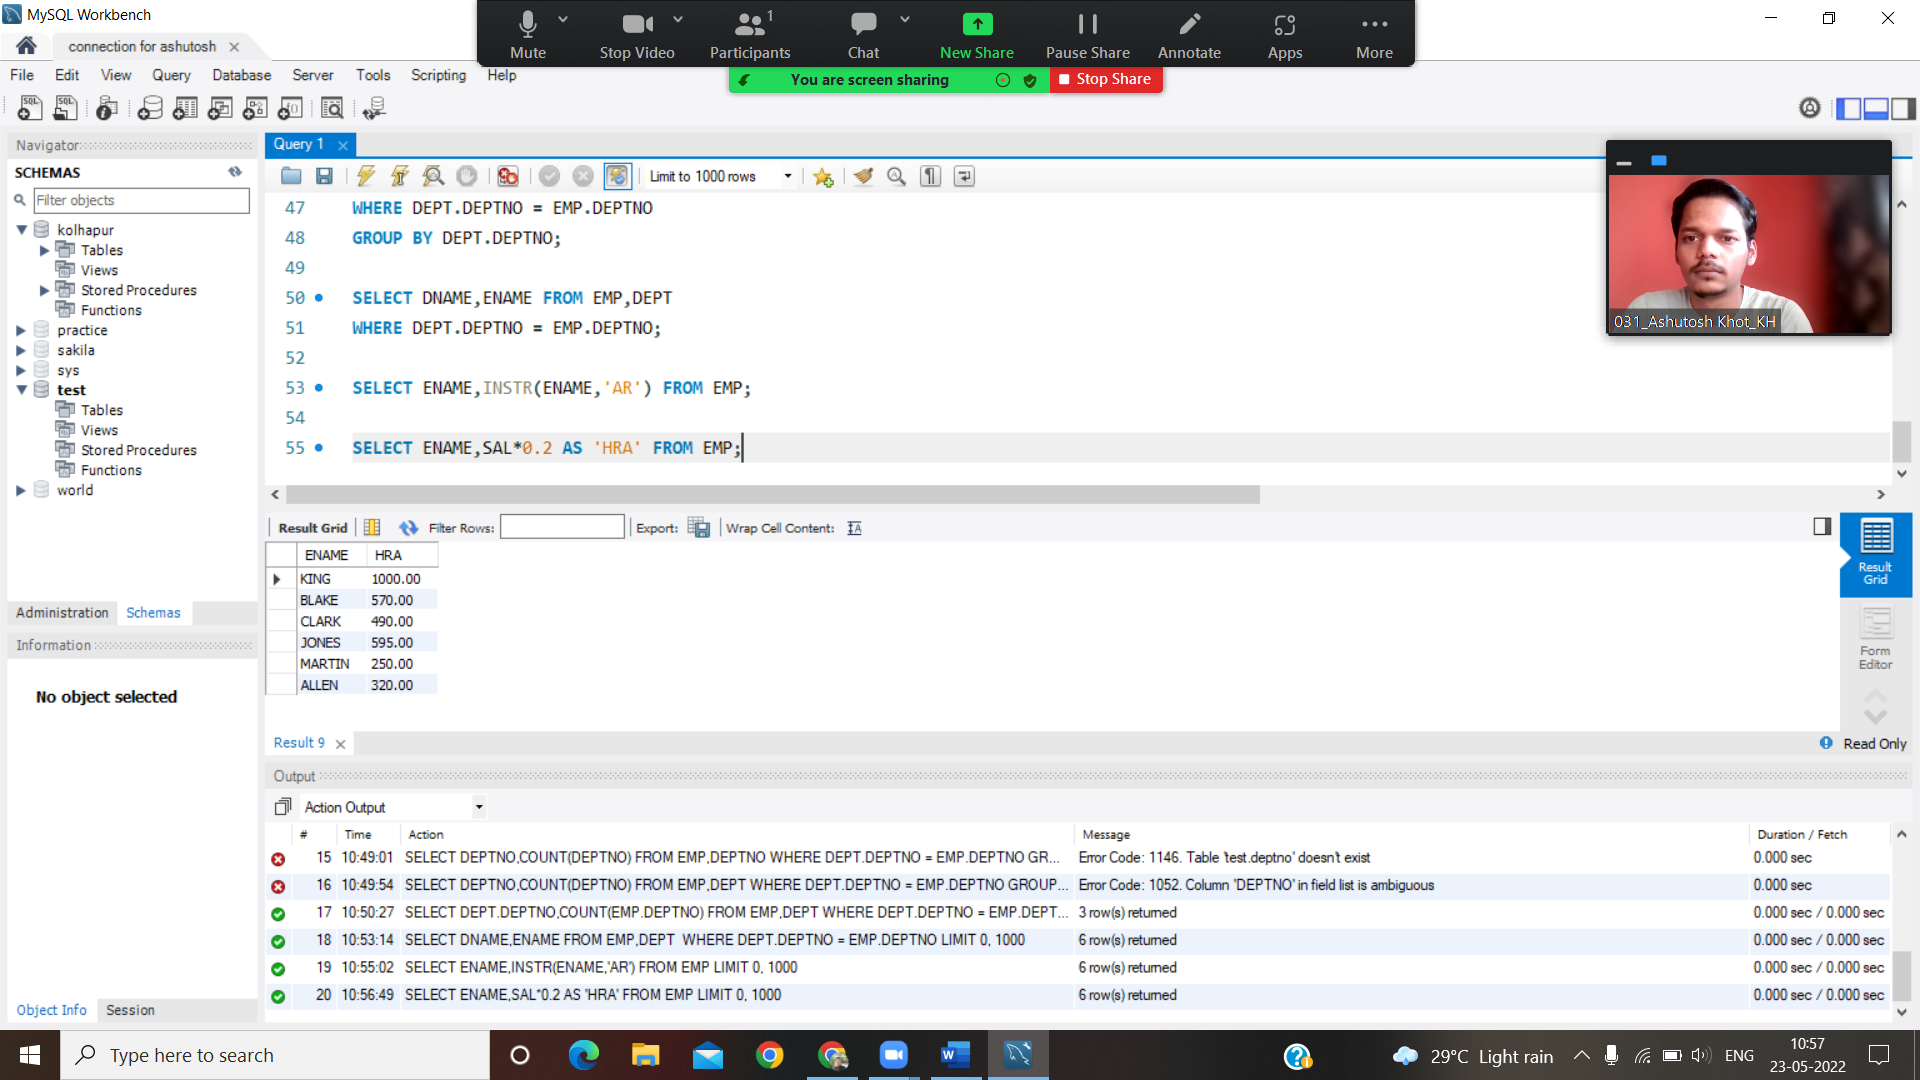 MySQL Workbench
connection for ashutosh
Mute
Stop Video
1
Participants
Chat
New Share
Pause Share
Annotate
Apps
More
You are screen sharing
Stop Share
File Edit View Query Database Server Tools Scripting Help
Navigator
SCHEMAS
Filter objects
kolhapur
Tables
Views
Stored Procedures
Functions
practice
sakila
sys
test
Tables
Views
Stored Procedures
Functions
world
Administration Schemas
Information
No object selected
Object Info Session
Query 1
Limit to 1000 rows
47 WHERE DEPT.DEPTNO = EMP.DEPTNO
48 GROUP BY DEPT.DEPTNO;
49
50 SELECT DNAME,ENAME FROM EMP,DEPT
51 WHERE DEPT.DEPTNO = EMP.DEPTNO;
52
53 SELECT ENAME,INSTR(ENAME,'AR') FROM EMP;
54
55 SELECT ENAME,SAL*0.2 AS 'HRA' FROM EMP;
031_Ashutosh Khot_KH
Result Grid Filter Rows: Export: Wrap Cell Content:
ENAME HRA
KING 1000.00
BLAKE 570.00
CLARK 490.00
JONES 595.00
MARTIN 250.00
ALLEN 320.00
Result Grid
Form Editor
Result 9
Read Only
Output
Action Output
# Time Action Message Duration / Fetch
15 10:49:01 SELECT DEPTNO,COUNT(DEPTNO) FROM EMP,DEPTNO WHERE DEPT.DEPTNO = EMP.DEPTNO GR... Error Code: 1146. Table 'test.deptno' doesn't exist 0.000 sec
16 10:49:54 SELECT DEPTNO,COUNT(DEPTNO) FROM EMP,DEPT WHERE DEPT.DEPTNO = EMP.DEPTNO GROUP... Error Code: 1052. Column 'DEPTNO' in field list is ambiguous 0.000 sec
17 10:50:27 SELECT DEPT.DEPTNO,COUNT(EMP.DEPTNO) FROM EMP,DEPT WHERE DEPT.DEPTNO = EMP.DEPT... 3 row(s) returned 0.000 sec / 0.000 sec
18 10:53:14 SELECT DNAME,ENAME FROM EMP,DEPT WHERE DEPT.DEPTNO = EMP.DEPTNO LIMIT 0, 1000 6 row(s) returned 0.000 sec / 0.000 sec
19 10:55:02 SELECT ENAME,INSTR(ENAME,'AR') FROM EMP LIMIT 0, 1000 6 row(s) returned 0.000 sec / 0.000 sec
20 10:56:49 SELECT ENAME,SAL*0.2 AS 'HRA' FROM EMP LIMIT 0, 1000 6 row(s) returned 0.000 sec / 0.000 sec
Type here to search
29°C Light rain
ENG
10:57
23-05-2022